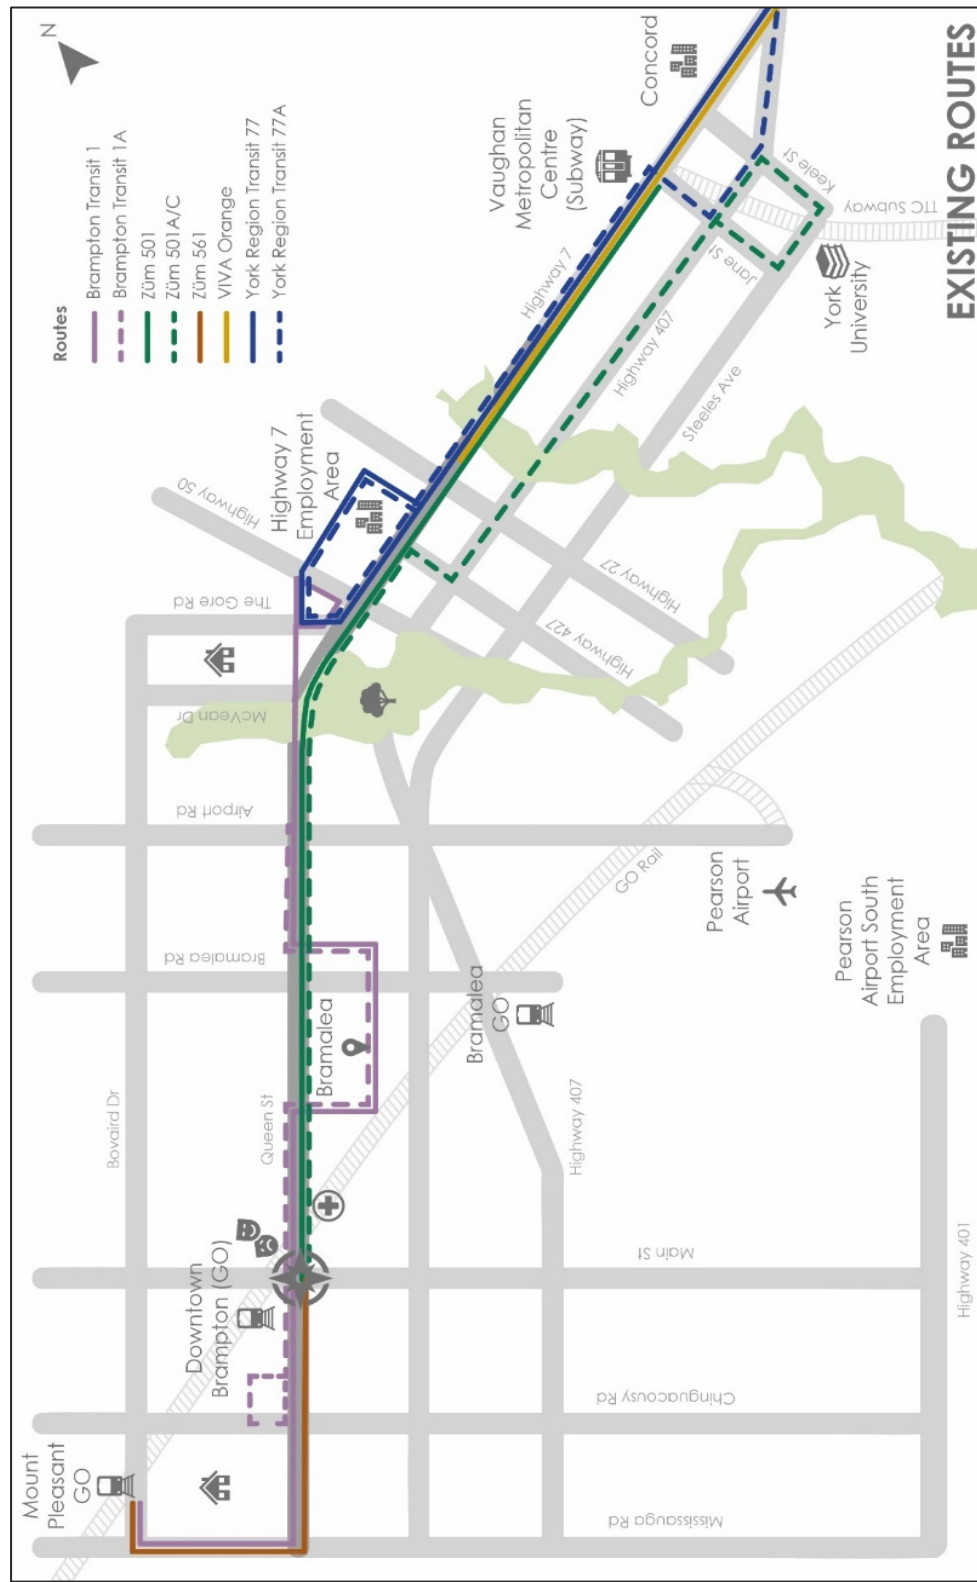 EXISTING ROUTES
N
Routes
Brampton Transit 1
Brampton Transit 1A
Züm 501
Züm 501A/C
Züm 561
VIVA Orange
York Region Transit 77
York Region Transit 77A
Mount
Pleasant
GO
Downtown
Brampton (GO)
Bramalea
Bramalea
GO
Pearson
Airport
Pearson
Airport South
Employment
Area
Highway 7
Employment
Area
Vaughan
Metropolitan
Centre
(Subway)
Concord
York
University
Bovaird Dr
Queen St
Mississauga Rd
Chinguacousy Rd
Main St
Bramalea Rd
Airport Rd
McVean Dr
The Gore Rd
Highway 50
Highway 427
Highway 27
Highway 7
Highway 407
Steeles Ave
Jane St
Keele St
TTC Subway
GO Rail
Highway 407
Highway 401